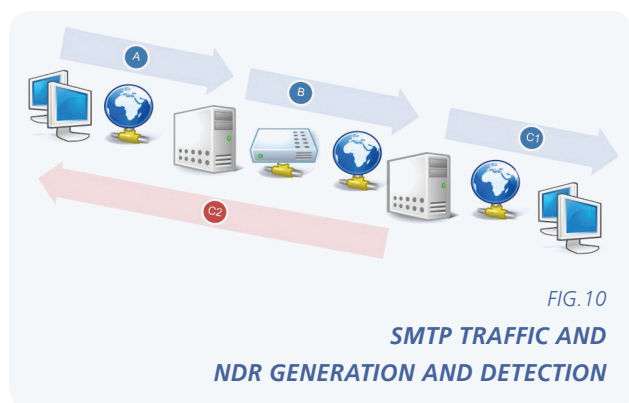 A
B
C1
C2
FIG.10
SMTP TRAFFIC AND
NDR GENERATION AND DETECTION